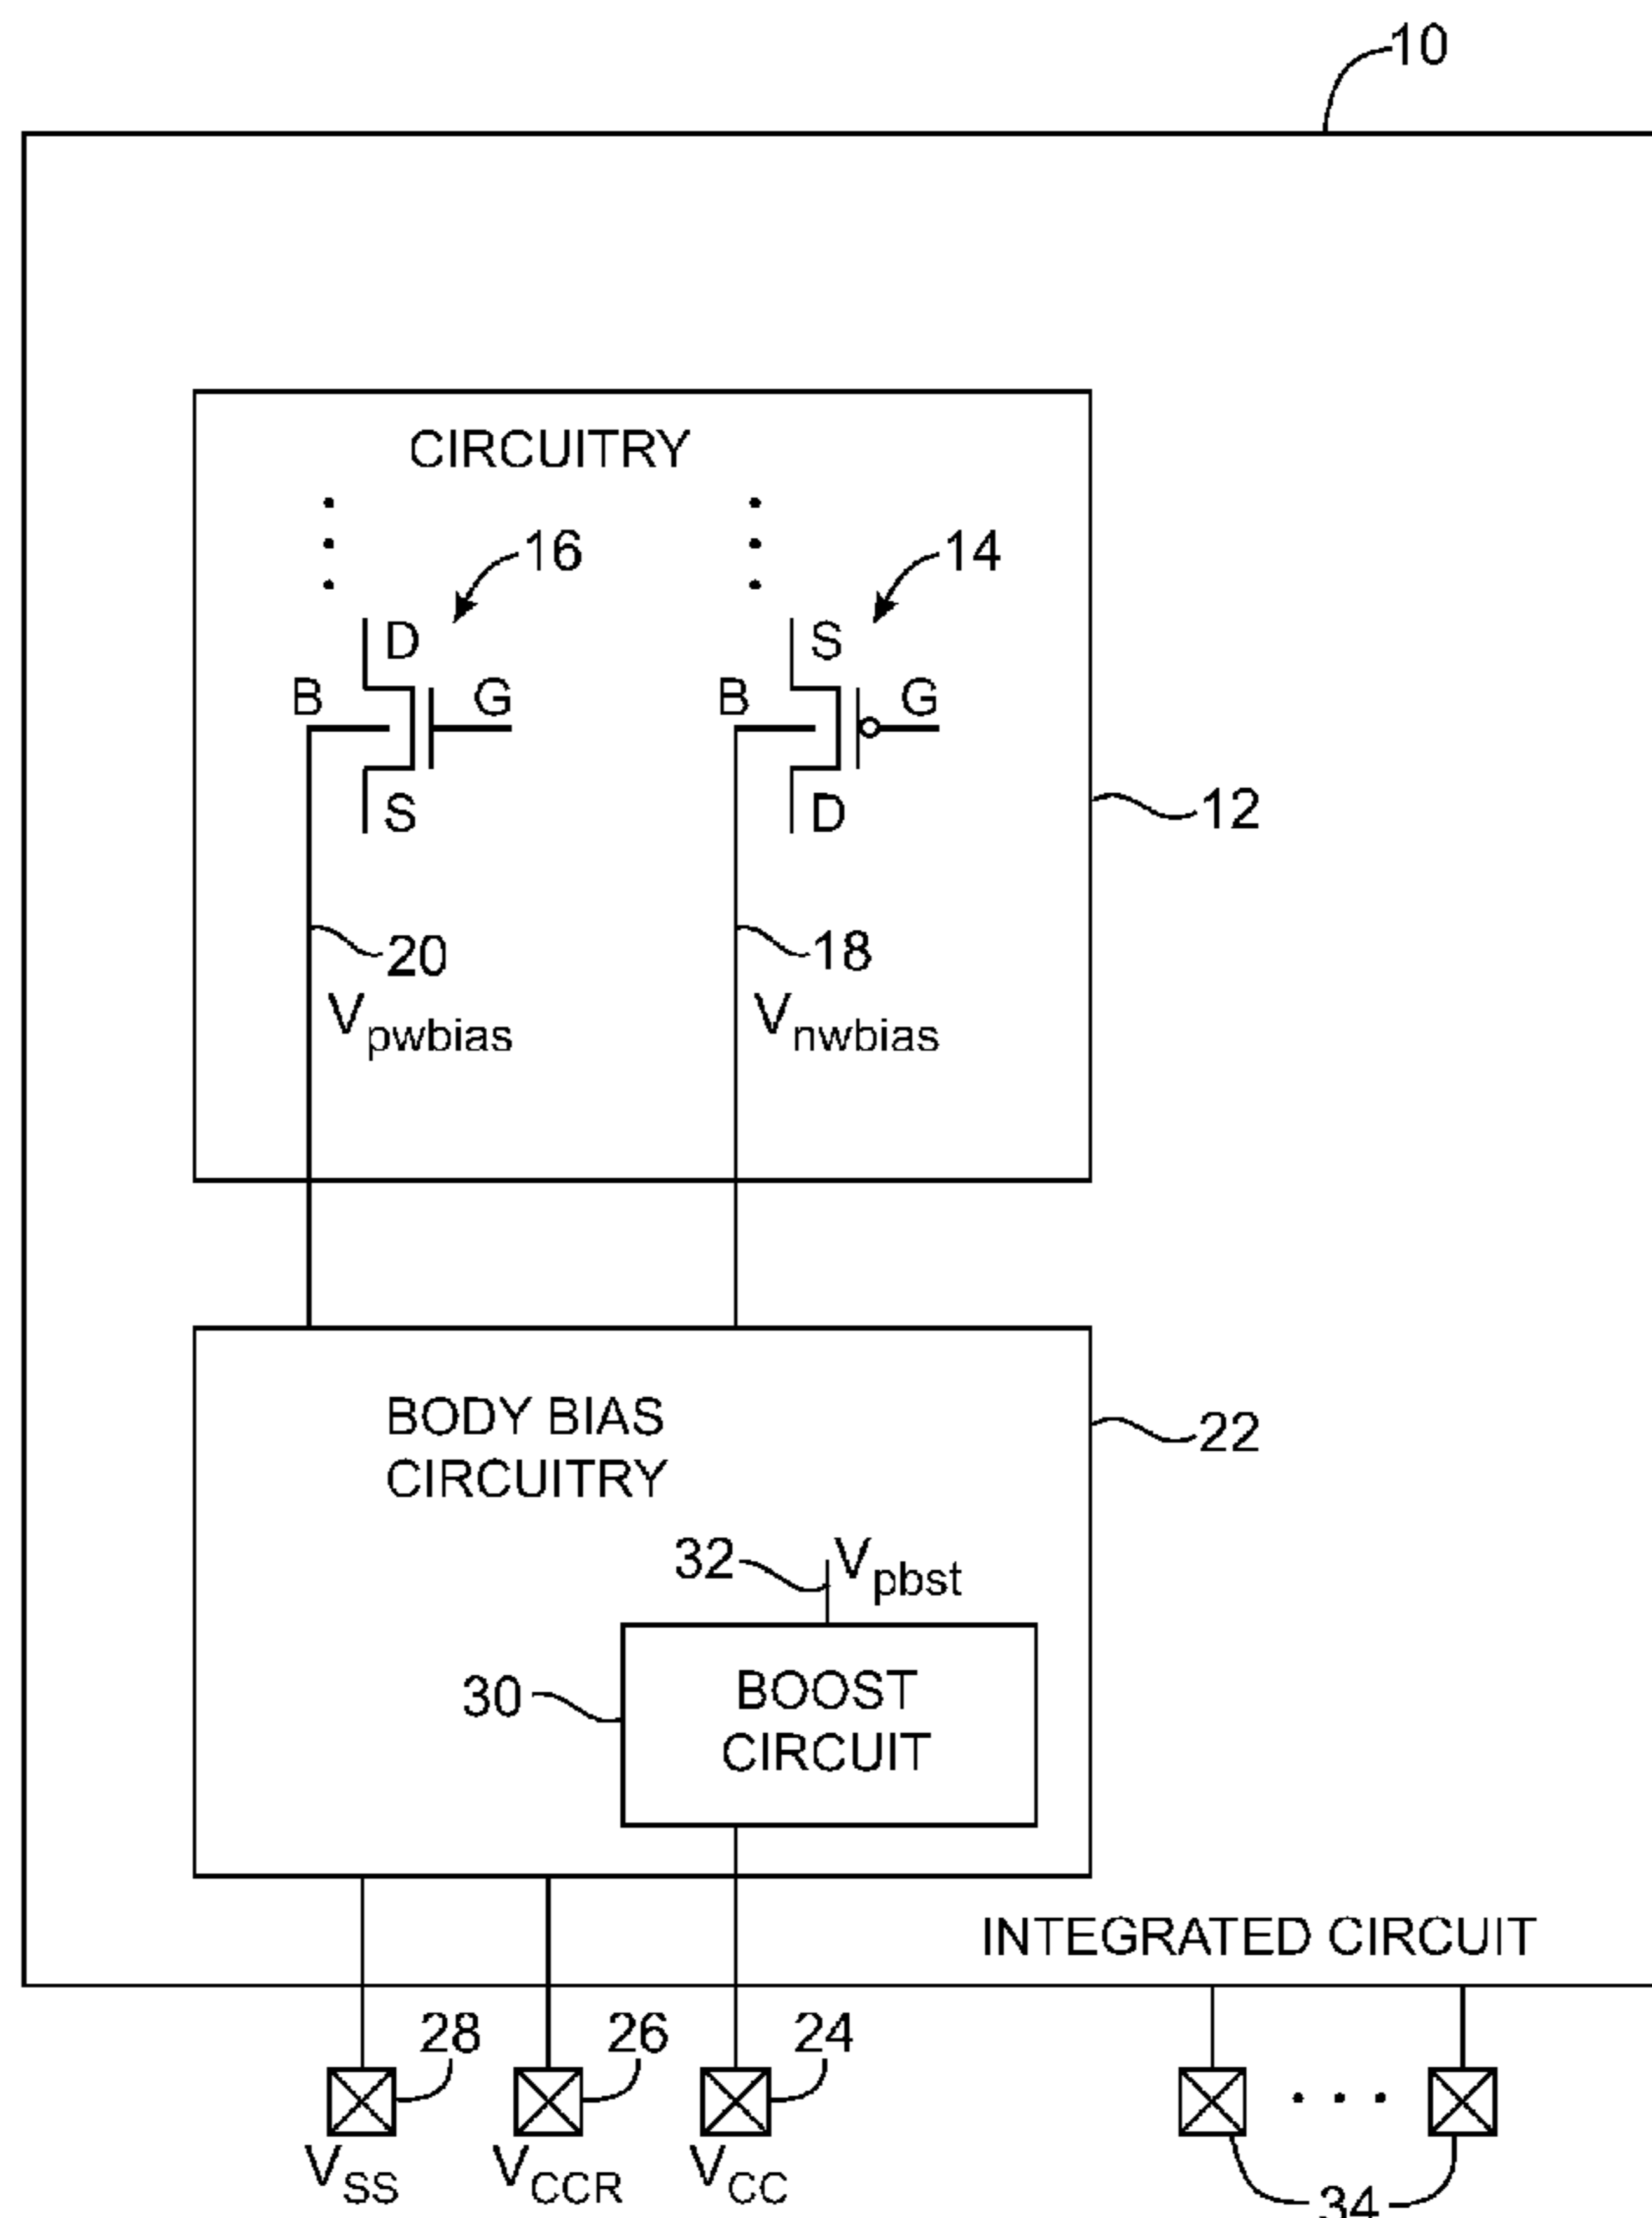 10
CIRCUITRY
16
14
D
S
B
G
B
G
S
D
12
20
18
Vpwbias
Vnwbias
BODY BIAS
CIRCUITRY
22
32
Vpbst
30
BOOST
CIRCUIT
INTEGRATED CIRCUIT
28
26
24
VSS
VCCR
VCC
34